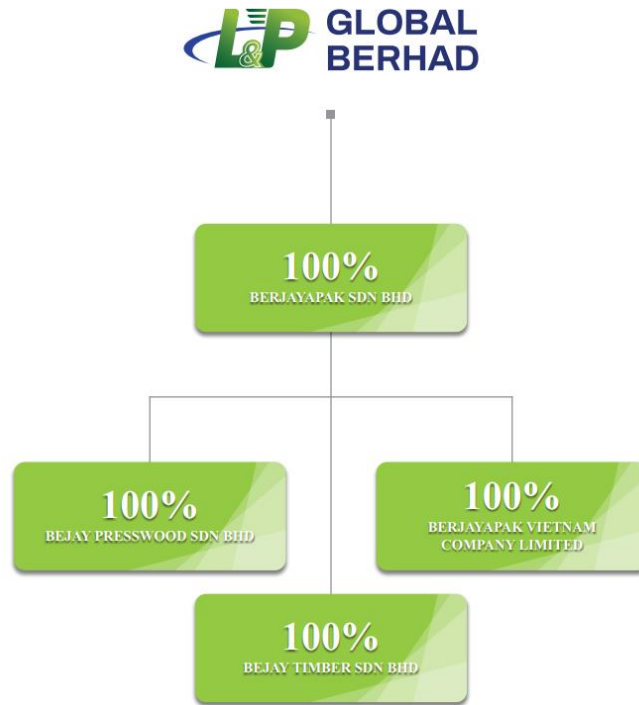 L&P GLOBAL
BERHAD
100%
BERJAYAPAK SDN BHD
100%
BEJAY PRESSWOOD SDN BHD
100%
BERJAYAPAK VIETNAM
COMPANY LIMITED
100%
BEJAY TIMBER SDN BHD